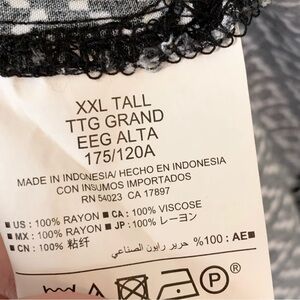 XXL TALL
TTG GRAND
EEG ALTA
175/120A
MADE IN INDONESIA/ HECHO EN INDONESIA
CON INSUMOS IMPORTADOS
RN 54023 CA 17897
■ US : 100% RAYON ■ CA : 100% VISCOSE
■ MX : 100% RAYON ■ JP : 100% レーヨン
■ CN : 100% 粘纤
■ AE : %100 حرير رايون الصناعي
P ®